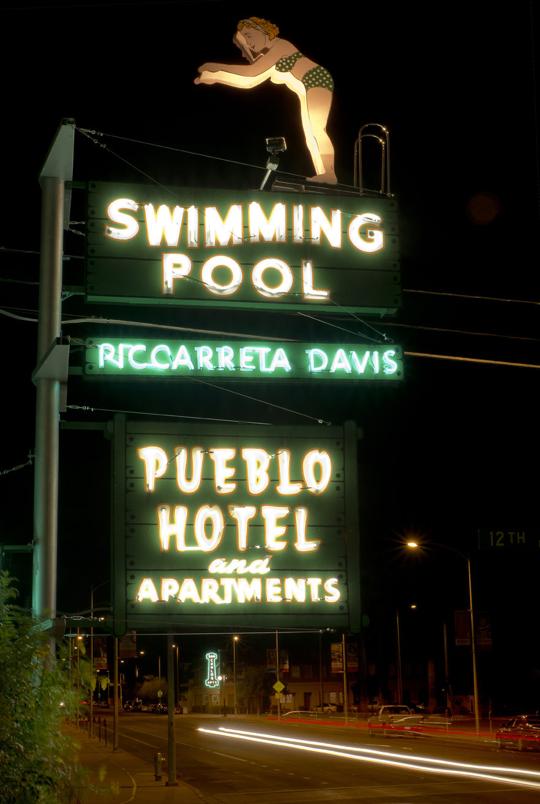 SWIMMING
POOL
RICCARRETA DAVIS
PUEBLO
HOTEL
and
APARTMENTS
12TH